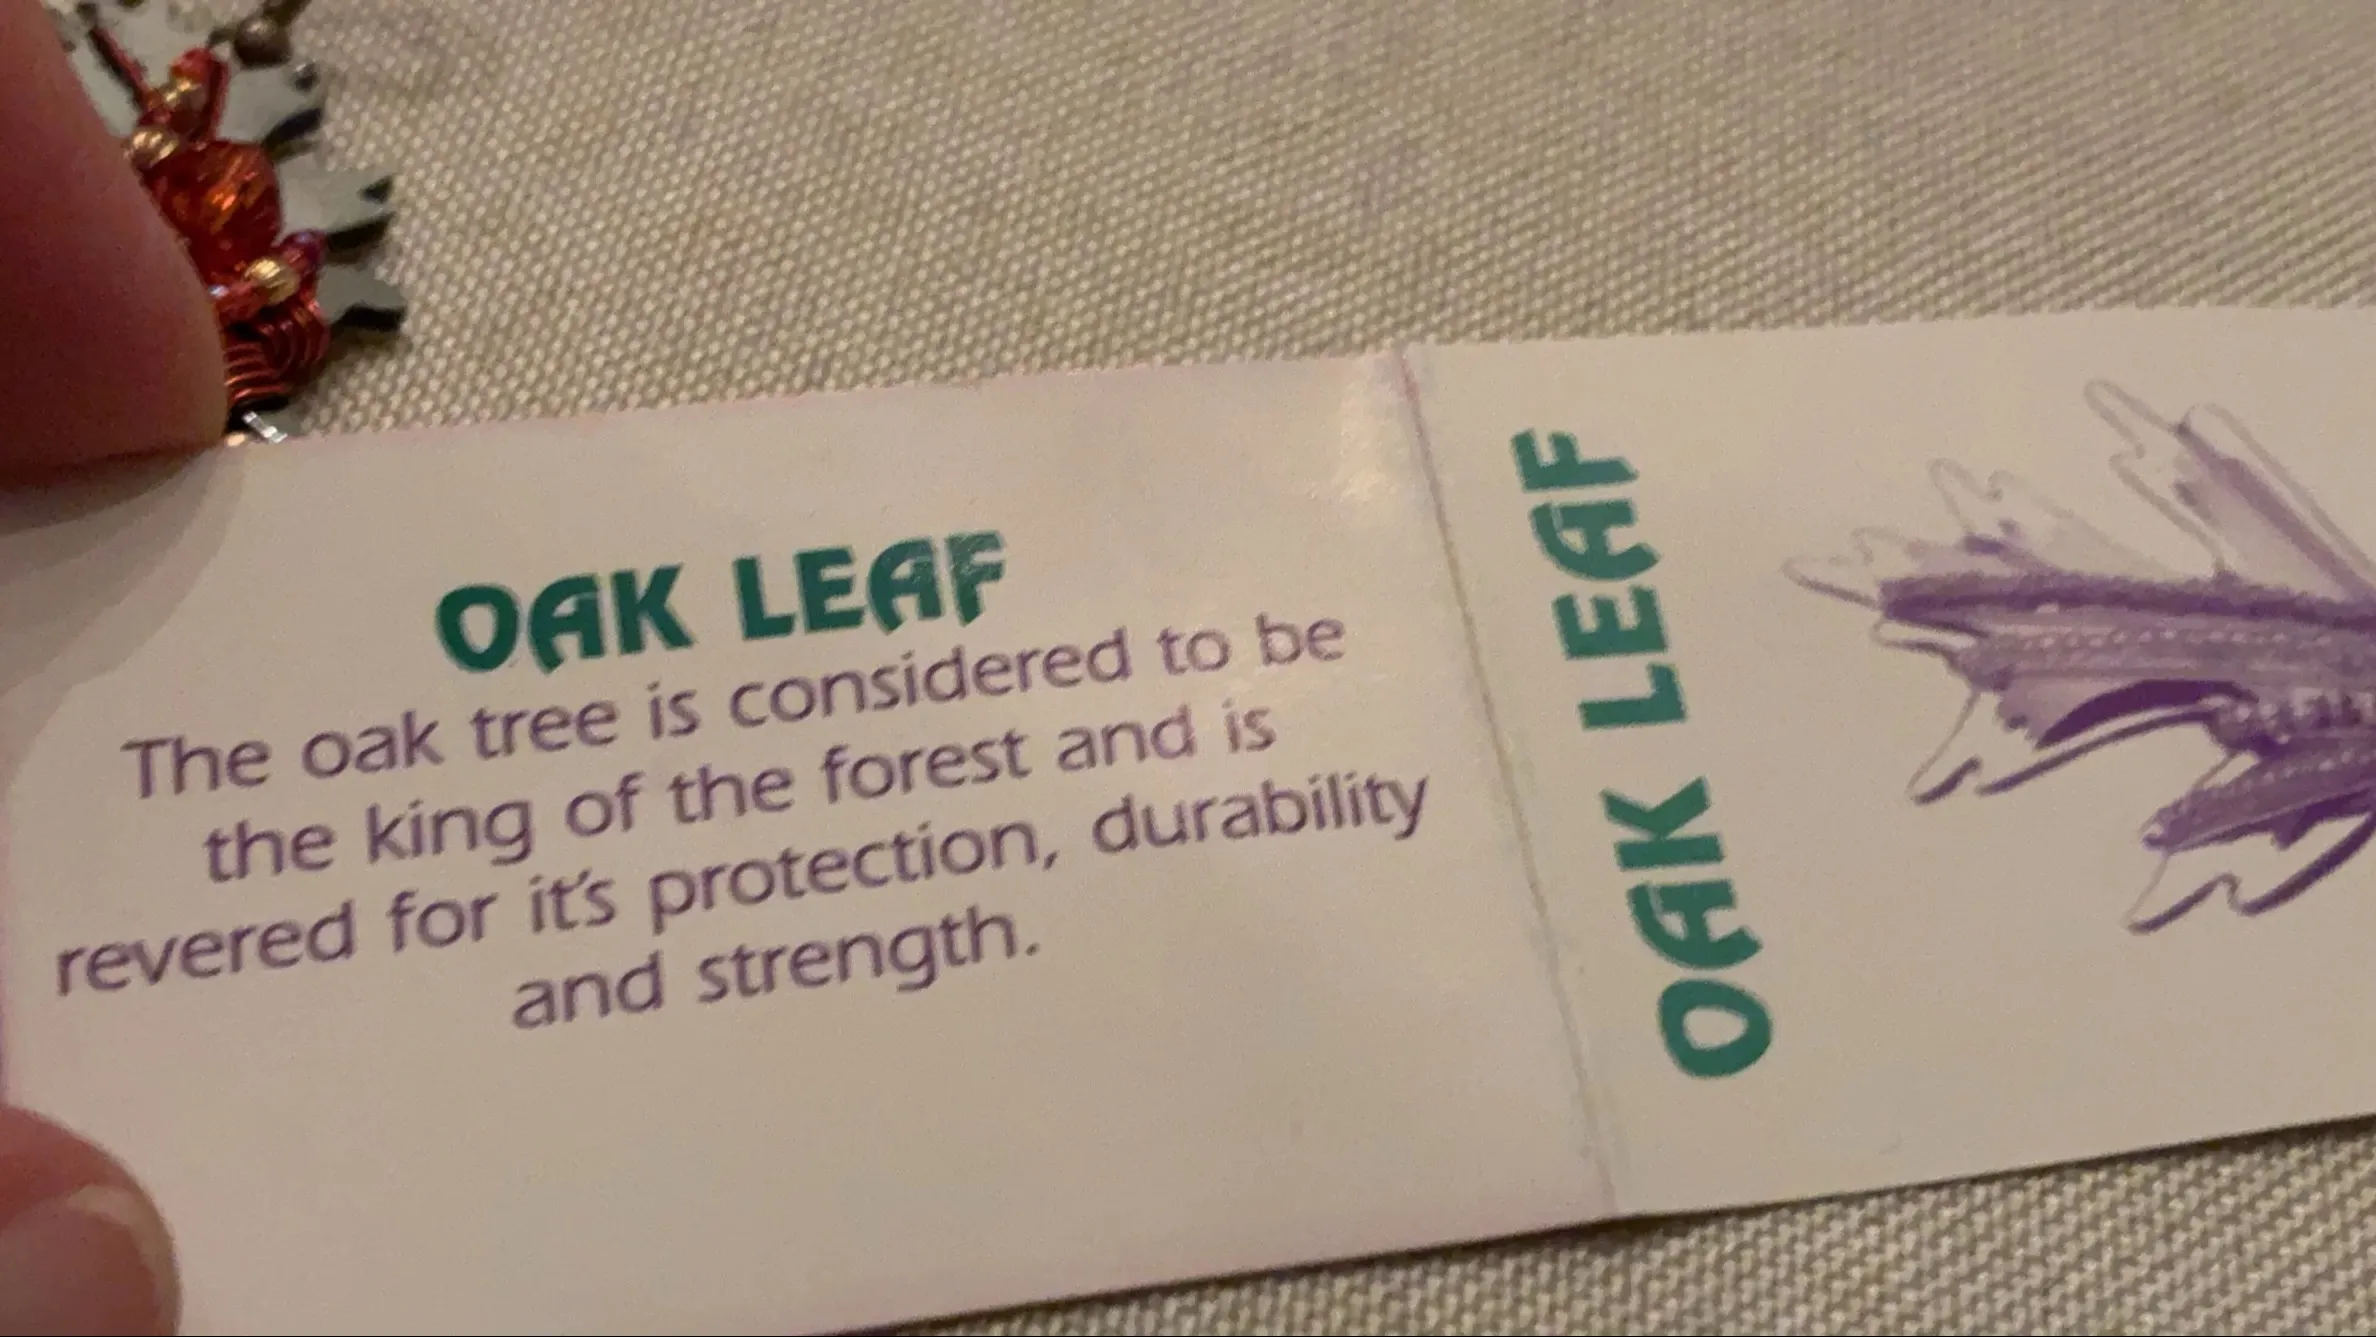 OAK LEAF
The oak tree is considered to be
the king of the forest and is
revered for it's protection, durability
and strength.
OAK LEAF